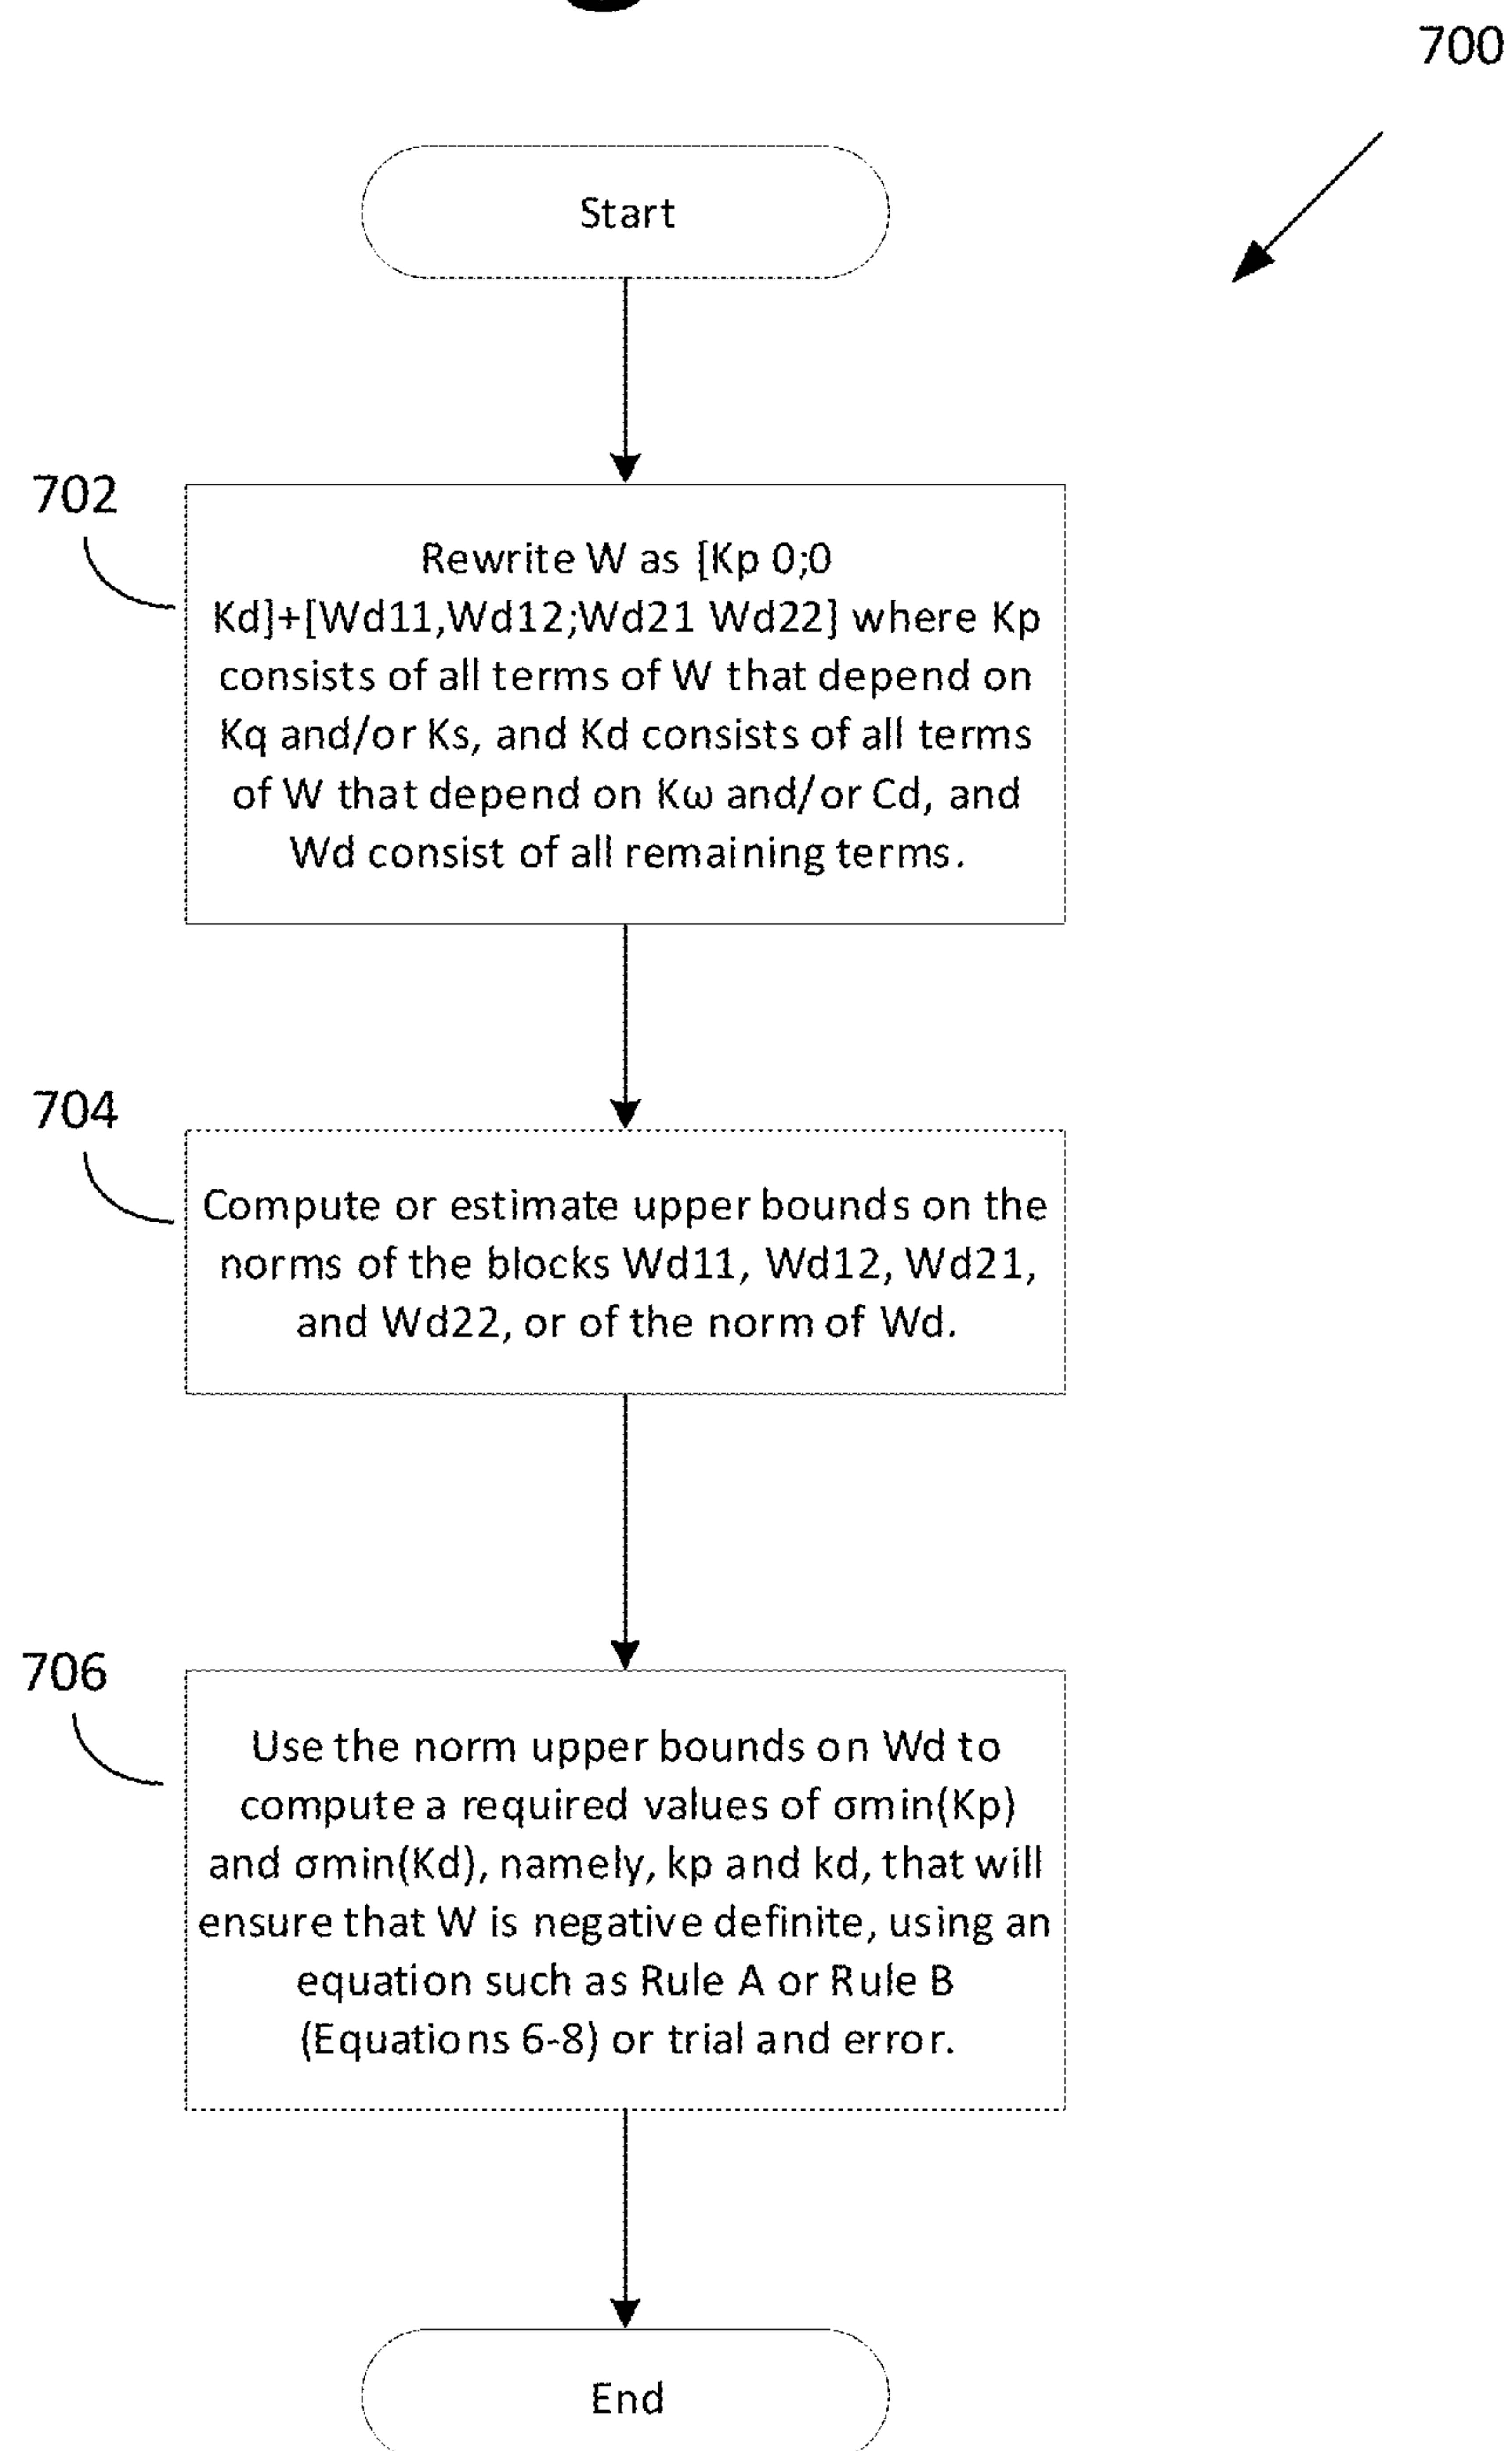 700
Start
702
Rewrite W as [Kp 0;0
Kd]+[Wd11,Wd12;Wd21 Wd22] where Kp
consists of all terms of W that depend on
Kq and/or Ks, and Kd consists of all terms
of W that depend on Kω and/or Cd, and
Wd consist of all remaining terms.
704
Compute or estimate upper bounds on the
norms of the blocks Wd11, Wd12, Wd21,
and Wd22, or of the norm of Wd.
706
Use the norm upper bounds on Wd to
compute a required values of σmin(Kp)
and σmin(Kd), namely, kp and kd, that will
ensure that W is negative definite, using an
equation such as Rule A or Rule B
(Equations 6-8) or trial and error.
End